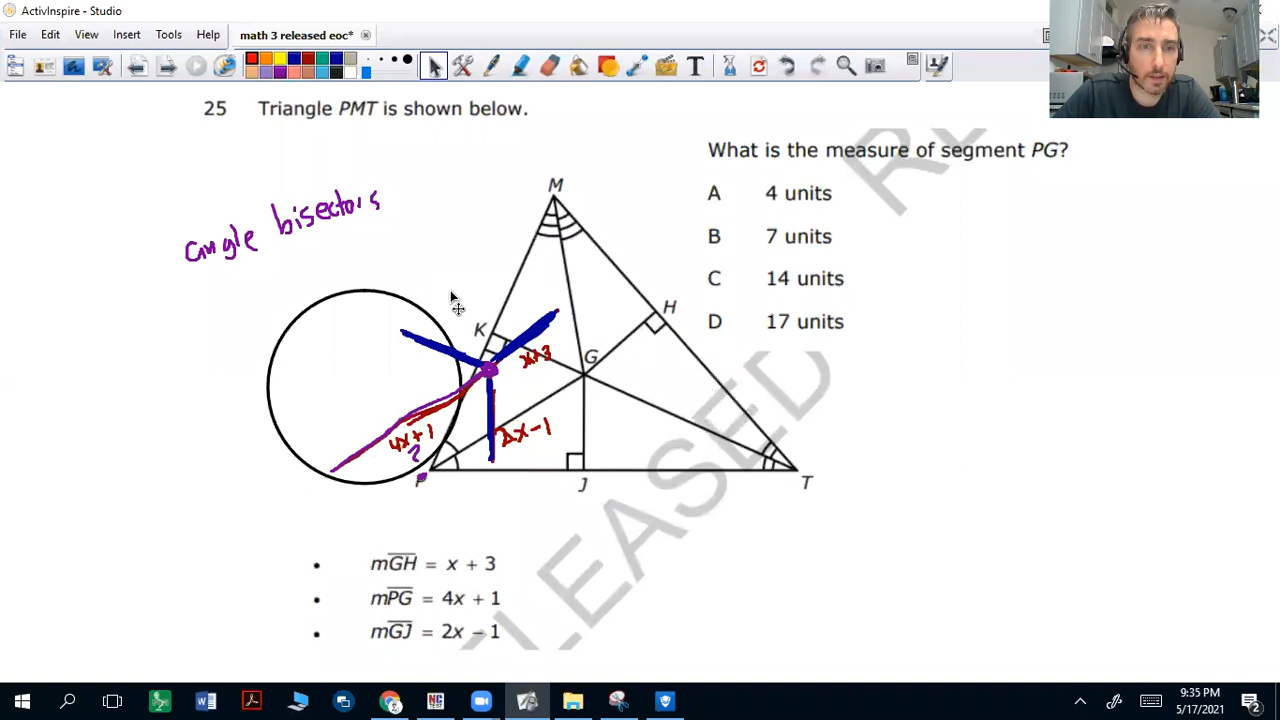 ActivInspire - Studio
File Edit View Insert Tools Help math 3 released eoc*
25 Triangle PMT is shown below.
What is the measure of segment PG?
A 4 units
B 7 units
C 14 units
D 17 units
angle bisectors
M
K
H
G
x+3
2x-1
4x+1
?
P
J
T
RELEASED
RE
mGH = x + 3
mPG = 4x + 1
mGJ = 2x − 1
9:35 PM
5/17/2021
2